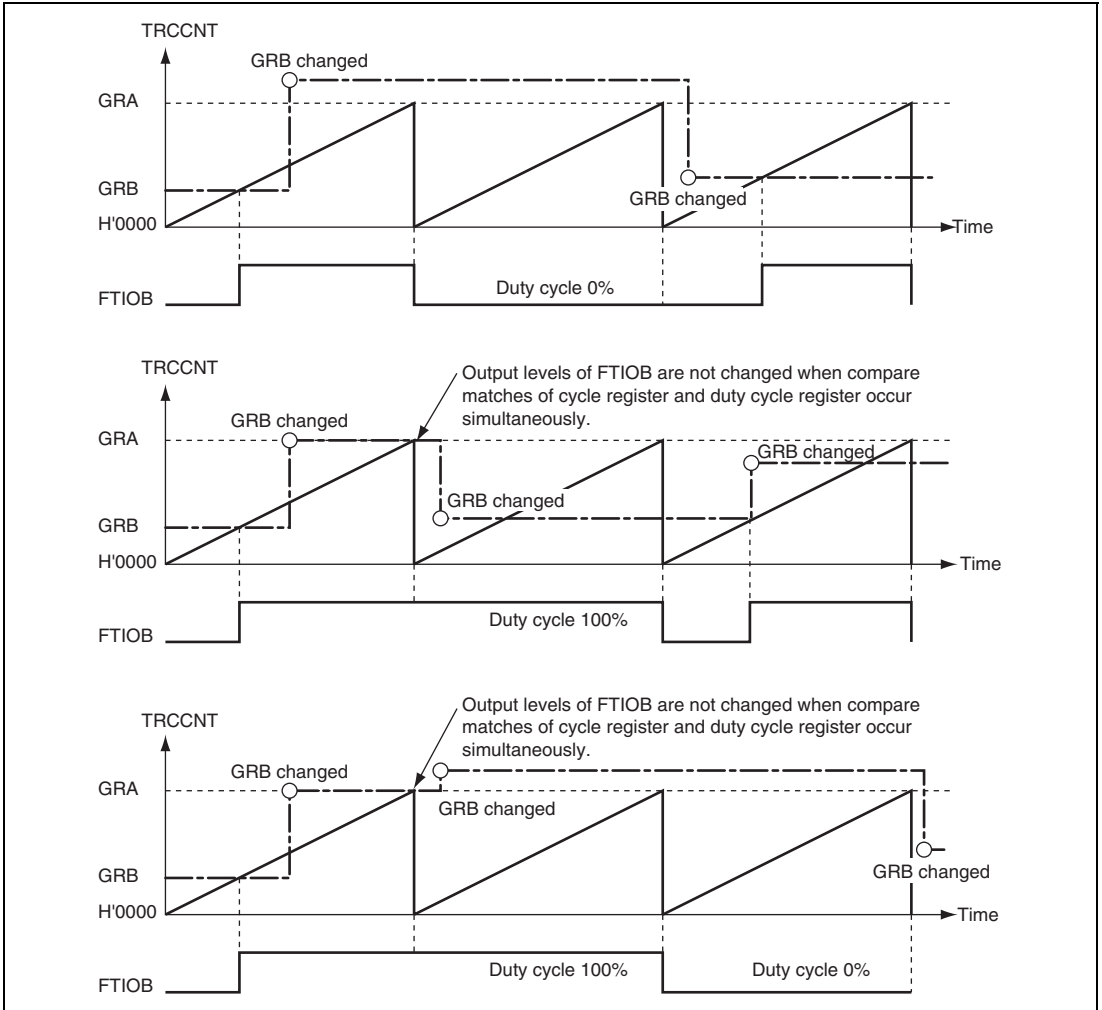 TRCCNT
GRB changed
GRA
GRB
GRB changed
H'0000
Time
Duty cycle 0%
FTIOB
TRCCNT
Output levels of FTIOB are not changed when compare
matches of cycle register and duty cycle register occur
simultaneously.
GRB changed
GRA
GRB changed
GRB changed
GRB
H'0000
Time
Duty cycle 100%
FTIOB
Output levels of FTIOB are not changed when compare
matches of cycle register and duty cycle register occur
simultaneously.
TRCCNT
GRB changed
GRA
GRB changed
GRB
GRB changed
H'0000
Time
Duty cycle 100%
Duty cycle 0%
FTIOB